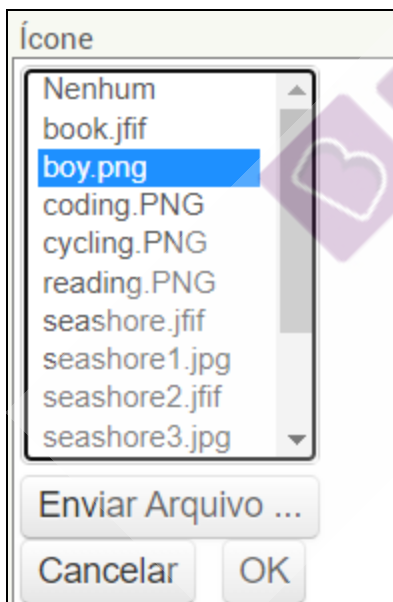 Ícone
Nenhum
book.jfif
boy.png
coding.PNG
cycling.PNG
reading.PNG
seashore.jfif
seashore1.jpg
seashore2.jfif
seashore3.jpg
Enviar Arquivo ...
Cancelar OK